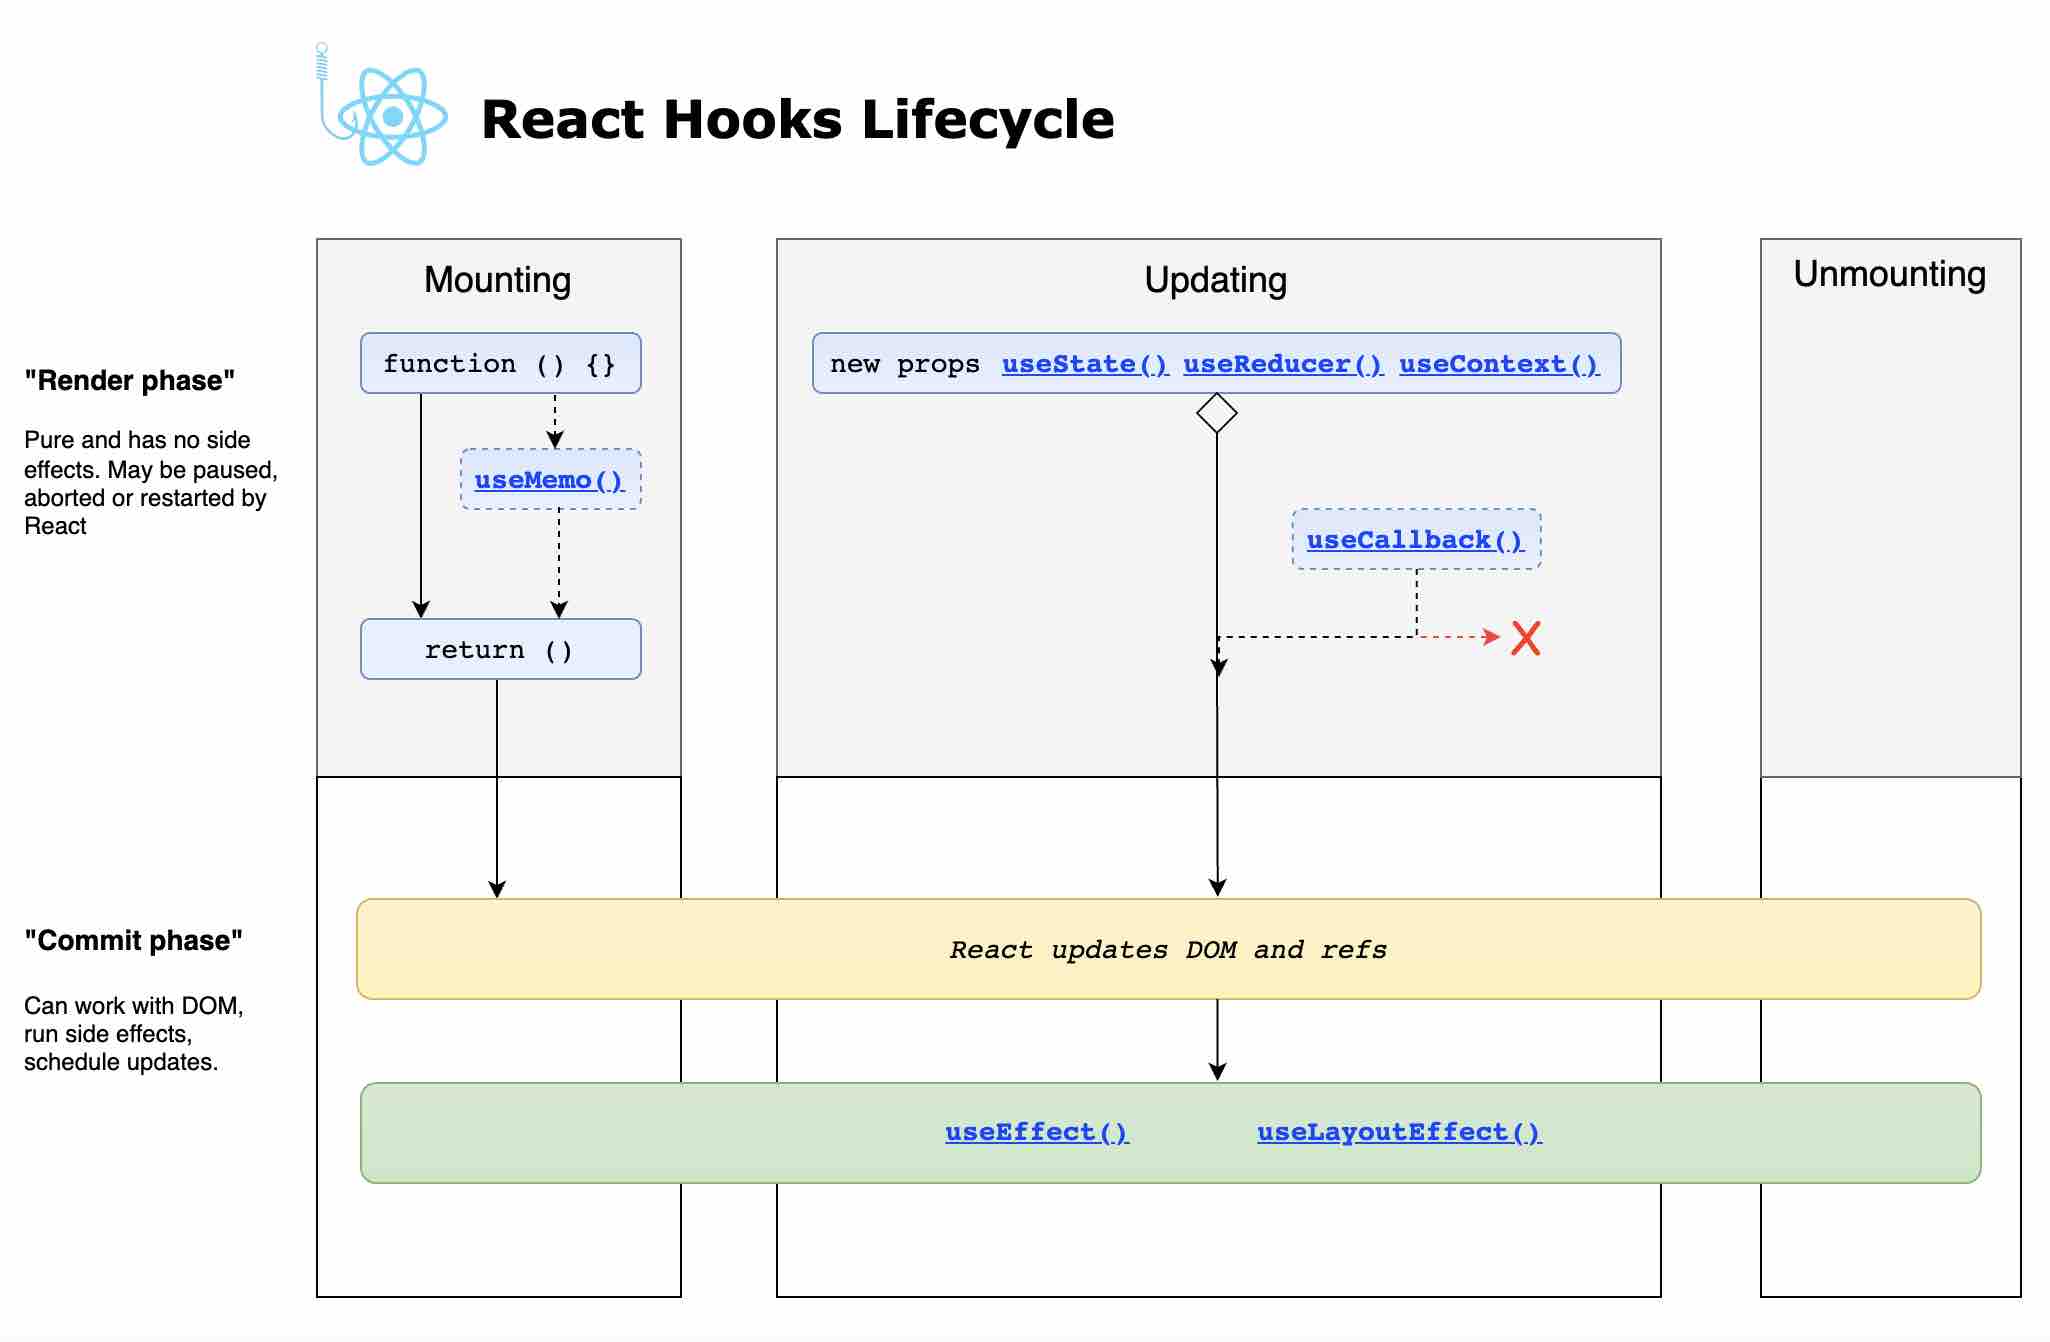 React Hooks Lifecycle
Mounting
Updating
Unmounting
function () {}
new props useState() useReducer() useContext()
"Render phase"
Pure and has no side
effects. May be paused,
aborted or restarted by
React
useMemo()
useCallback()
X
return ()
"Commit phase"
Can work with DOM,
run side effects,
schedule updates.
React updates DOM and refs
useEffect() useLayoutEffect()